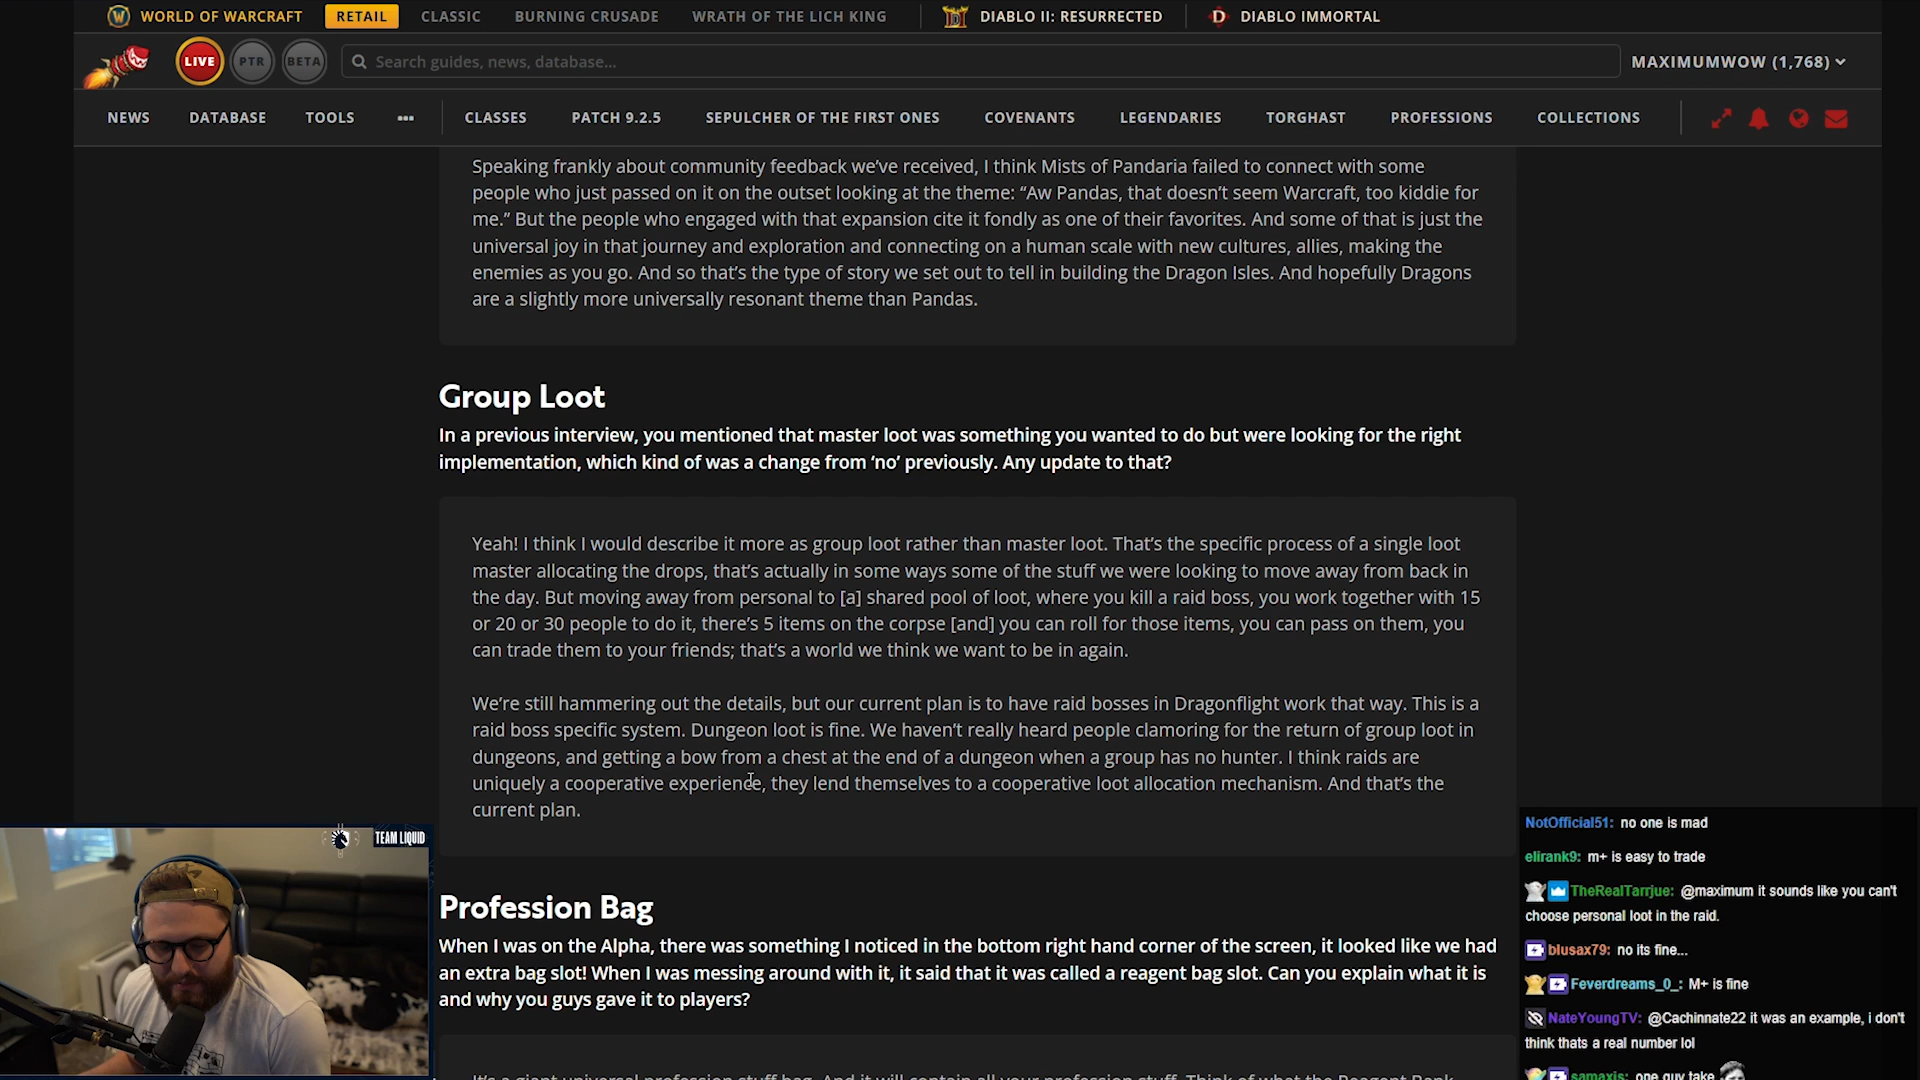 WORLD OF WARCRAFT RETAIL CLASSIC BURNING CRUSADE WRATH OF THE LICH KING DIABLO II: RESURRECTED DIABLO IMMORTAL
LIVE PTR BETA Search guides, news, database... MAXIMUMWOW (1,768)
NEWS DATABASE TOOLS ••• CLASSES PATCH 9.2.5 SEPULCHER OF THE FIRST ONES COVENANTS LEGENDARIES TORGHAST PROFESSIONS COLLECTIONS
Speaking frankly about community feedback we’ve received, I think Mists of Pandaria failed to connect with some
people who just passed on it on the outset looking at the theme: “Aw Pandas, that doesn’t seem Warcraft, too kiddie for
me.” But the people who engaged with that expansion cite it fondly as one of their favorites. And some of that is just the
universal joy in that journey and exploration and connecting on a human scale with new cultures, allies, making the
enemies as you go. And so that’s the type of story we set out to tell in building the Dragon Isles. And hopefully Dragons
are a slightly more universally resonant theme than Pandas.
Group Loot
In a previous interview, you mentioned that master loot was something you wanted to do but were looking for the right
implementation, which kind of was a change from ‘no’ previously. Any update to that?
Yeah! I think I would describe it more as group loot rather than master loot. That’s the specific process of a single loot
master allocating the drops, that’s actually in some ways some of the stuff we were looking to move away from back in
the day. But moving away from personal to [a] shared pool of loot, where you kill a raid boss, you work together with 15
or 20 or 30 people to do it, there’s 5 items on the corpse [and] you can roll for those items, you can pass on them, you
can trade them to your friends; that’s a world we think we want to be in again.
We’re still hammering out the details, but our current plan is to have raid bosses in Dragonflight work that way. This is a
raid boss specific system. Dungeon loot is fine. We haven’t really heard people clamoring for the return of group loot in
dungeons, and getting a bow from a chest at the end of a dungeon when a group has no hunter. I think raids are
uniquely a cooperative experience, they lend themselves to a cooperative loot allocation mechanism. And that’s the
current plan.
Profession Bag
When I was on the Alpha, there was something I noticed in the bottom right hand corner of the screen, it looked like we had
an extra bag slot! When I was messing around with it, it said that it was called a reagent bag slot. Can you explain what it is
and why you guys gave it to players?
It’s a giant universal profession stuff bag. And it will contain all your profession stuff. Think of what the Reagent Bank
TEAM LIQUID
NotOfficial51: no one is mad
elirank9: m+ is easy to trade
TheRealTarrjue: @maximum it sounds like you can't
choose personal loot in the raid.
blusax79: no its fine...
Feverdreams_0_: M+ is fine
NateYoungTV: @Cachinnate22 it was an example, i don't
think thats a real number lol
samaxis: one guy take